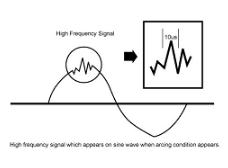 High Frequency Signal
10us
High frequency signal which appears on sine wave when arcing condition appears.